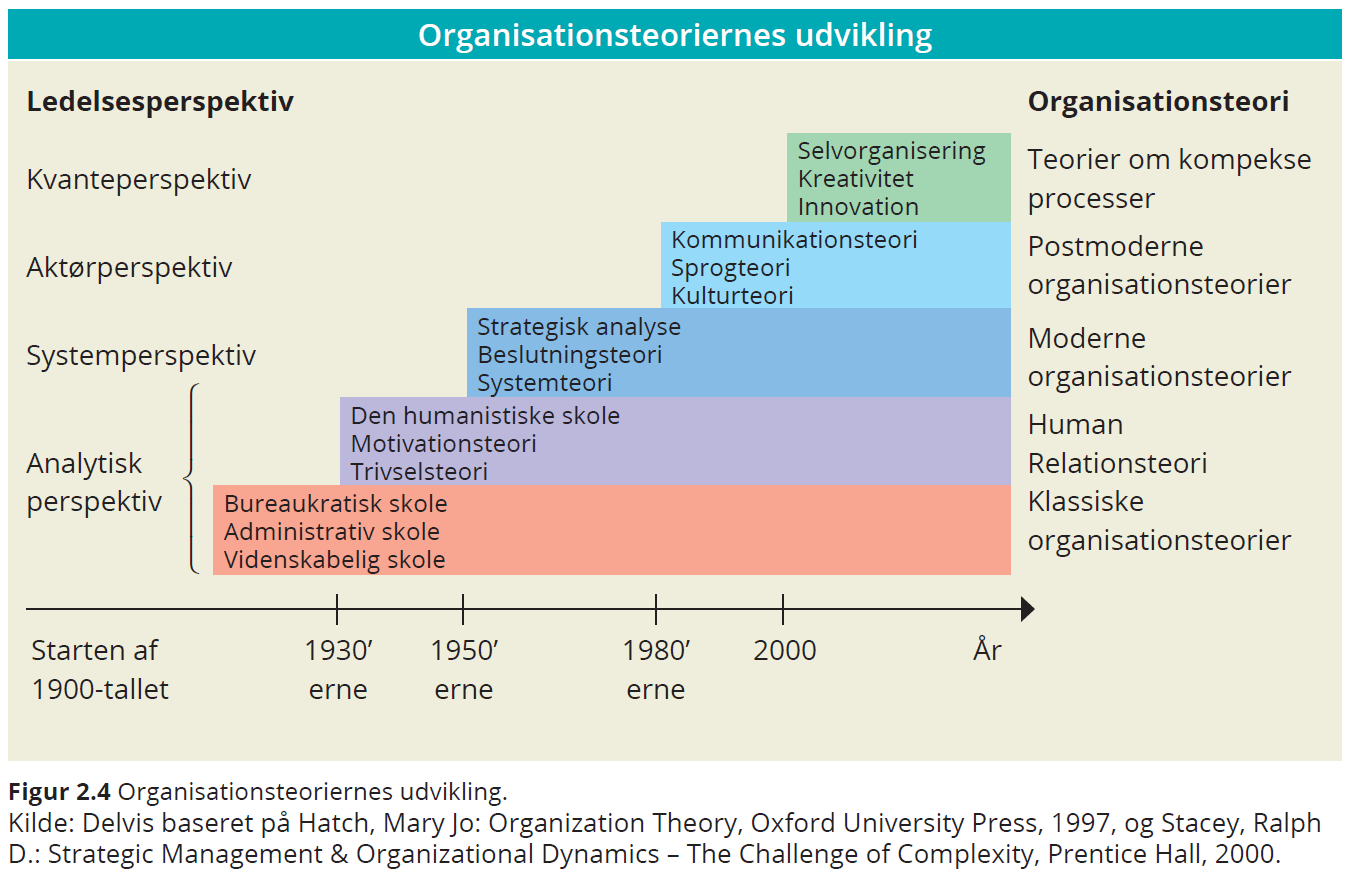 Organisationsteoriernes udvikling
Ledelsesperspektiv
Organisationsteori
Kvanteperspektiv
Selvorganisering
Kreativitet
Innovation
Teorier om kompekse
processer
Aktørperspektiv
Kommunikationsteori
Sprogteori
Kulturteori
Postmoderne
organisationsteorier
Systemperspektiv
Strategisk analyse
Beslutningsteori
Systemteori
Moderne
organisationsteorier
Analytisk
perspektiv
Den humanistiske skole
Motivationsteori
Trivselsteori
Human
Relationsteori
Bureaukratisk skole
Administrativ skole
Videnskabelig skole
Klassiske
organisationsteorier
Starten af
1900-tallet
1930’
erne
1950’
erne
1980’
erne
2000
År
Figur 2.4 Organisationsteoriernes udvikling.
Kilde: Delvis baseret på Hatch, Mary Jo: Organization Theory, Oxford University Press, 1997, og Stacey, Ralph
D.: Strategic Management & Organizational Dynamics – The Challenge of Complexity, Prentice Hall, 2000.